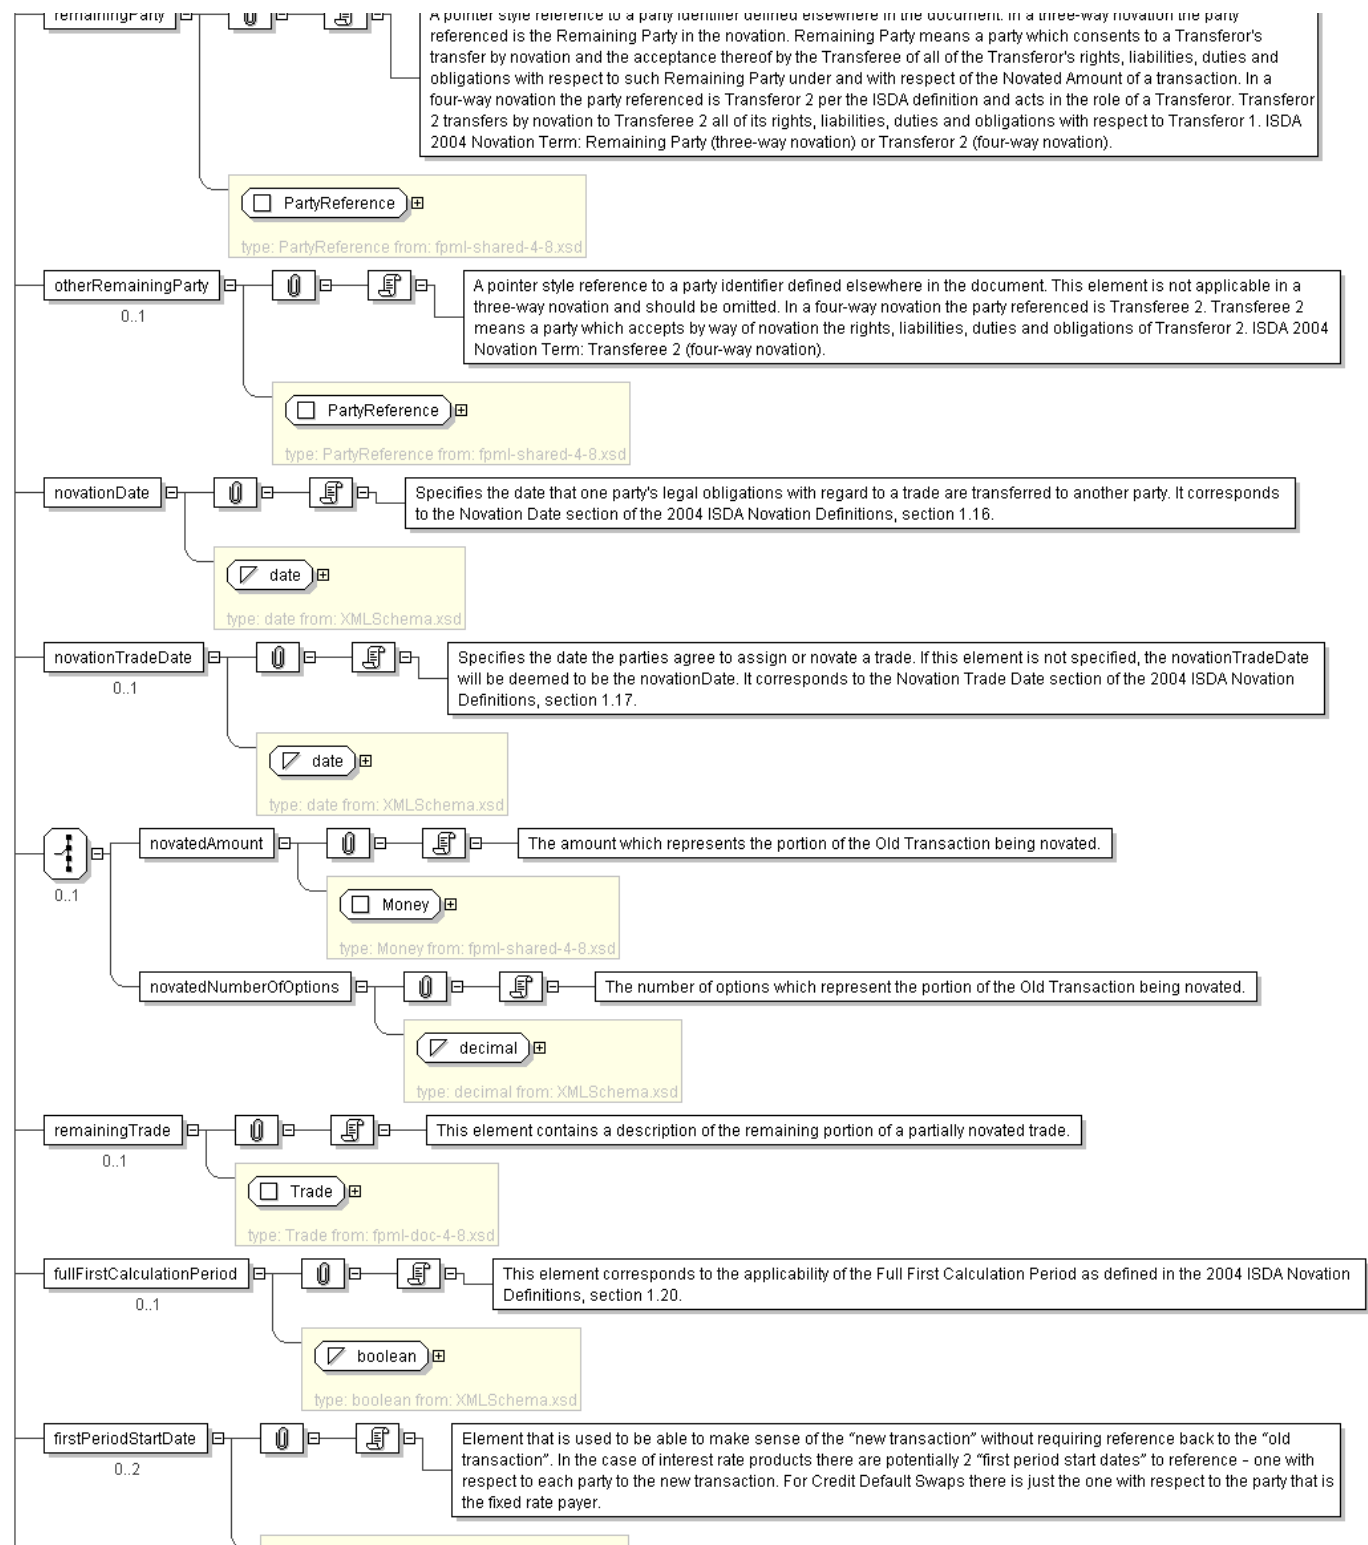 remainingParty
A pointer style reference to a party identifier defined elsewhere in the document. In a three-way novation the party
referenced is the Remaining Party in the novation. Remaining Party means a party which consents to a Transferor's
transfer by novation and the acceptance thereof by the Transferee of all of the Transferor's rights, liabilities, duties and
obligations with respect to such Remaining Party under and with respect of the Novated Amount of a transaction. In a
four-way novation the party referenced is Transferor 2 per the ISDA definition and acts in the role of a Transferor. Transferor
2 transfers by novation to Transferee 2 all of its rights, liabilities, duties and obligations with respect to Transferor 1. ISDA
2004 Novation Term: Remaining Party (three-way novation) or Transferor 2 (four-way novation).
PartyReference
type: PartyReference from: fpml-shared-4-8.xsd
otherRemainingParty
0..1
A pointer style reference to a party identifier defined elsewhere in the document. This element is not applicable in a
three-way novation and should be omitted. In a four-way novation the party referenced is Transferee 2. Transferee 2
means a party which accepts by way of novation the rights, liabilities, duties and obligations of Transferor 2. ISDA 2004
Novation Term: Transferee 2 (four-way novation).
PartyReference
type: PartyReference from: fpml-shared-4-8.xsd
novationDate
Specifies the date that one party's legal obligations with regard to a trade are transferred to another party. It corresponds
to the Novation Date section of the 2004 ISDA Novation Definitions, section 1.16.
date
type: date from: XMLSchema.xsd
novationTradeDate
0..1
Specifies the date the parties agree to assign or novate a trade. If this element is not specified, the novationTradeDate
will be deemed to be the novationDate. It corresponds to the Novation Trade Date section of the 2004 ISDA Novation
Definitions, section 1.17.
date
type: date from: XMLSchema.xsd
0..1
novatedAmount
The amount which represents the portion of the Old Transaction being novated.
Money
type: Money from: fpml-shared-4-8.xsd
novatedNumberOfOptions
The number of options which represent the portion of the Old Transaction being novated.
decimal
type: decimal from: XMLSchema.xsd
remainingTrade
0..1
This element contains a description of the remaining portion of a partially novated trade.
Trade
type: Trade from: fpml-doc-4-8.xsd
fullFirstCalculationPeriod
0..1
This element corresponds to the applicability of the Full First Calculation Period as defined in the 2004 ISDA Novation
Definitions, section 1.20.
boolean
type: boolean from: XMLSchema.xsd
firstPeriodStartDate
0..2
Element that is used to be able to make sense of the “new transaction” without requiring reference back to the “old
transaction”. In the case of interest rate products there are potentially 2 “first period start dates” to reference – one with
respect to each party to the new transaction. For Credit Default Swaps there is just the one with respect to the party that is
the fixed rate payer.